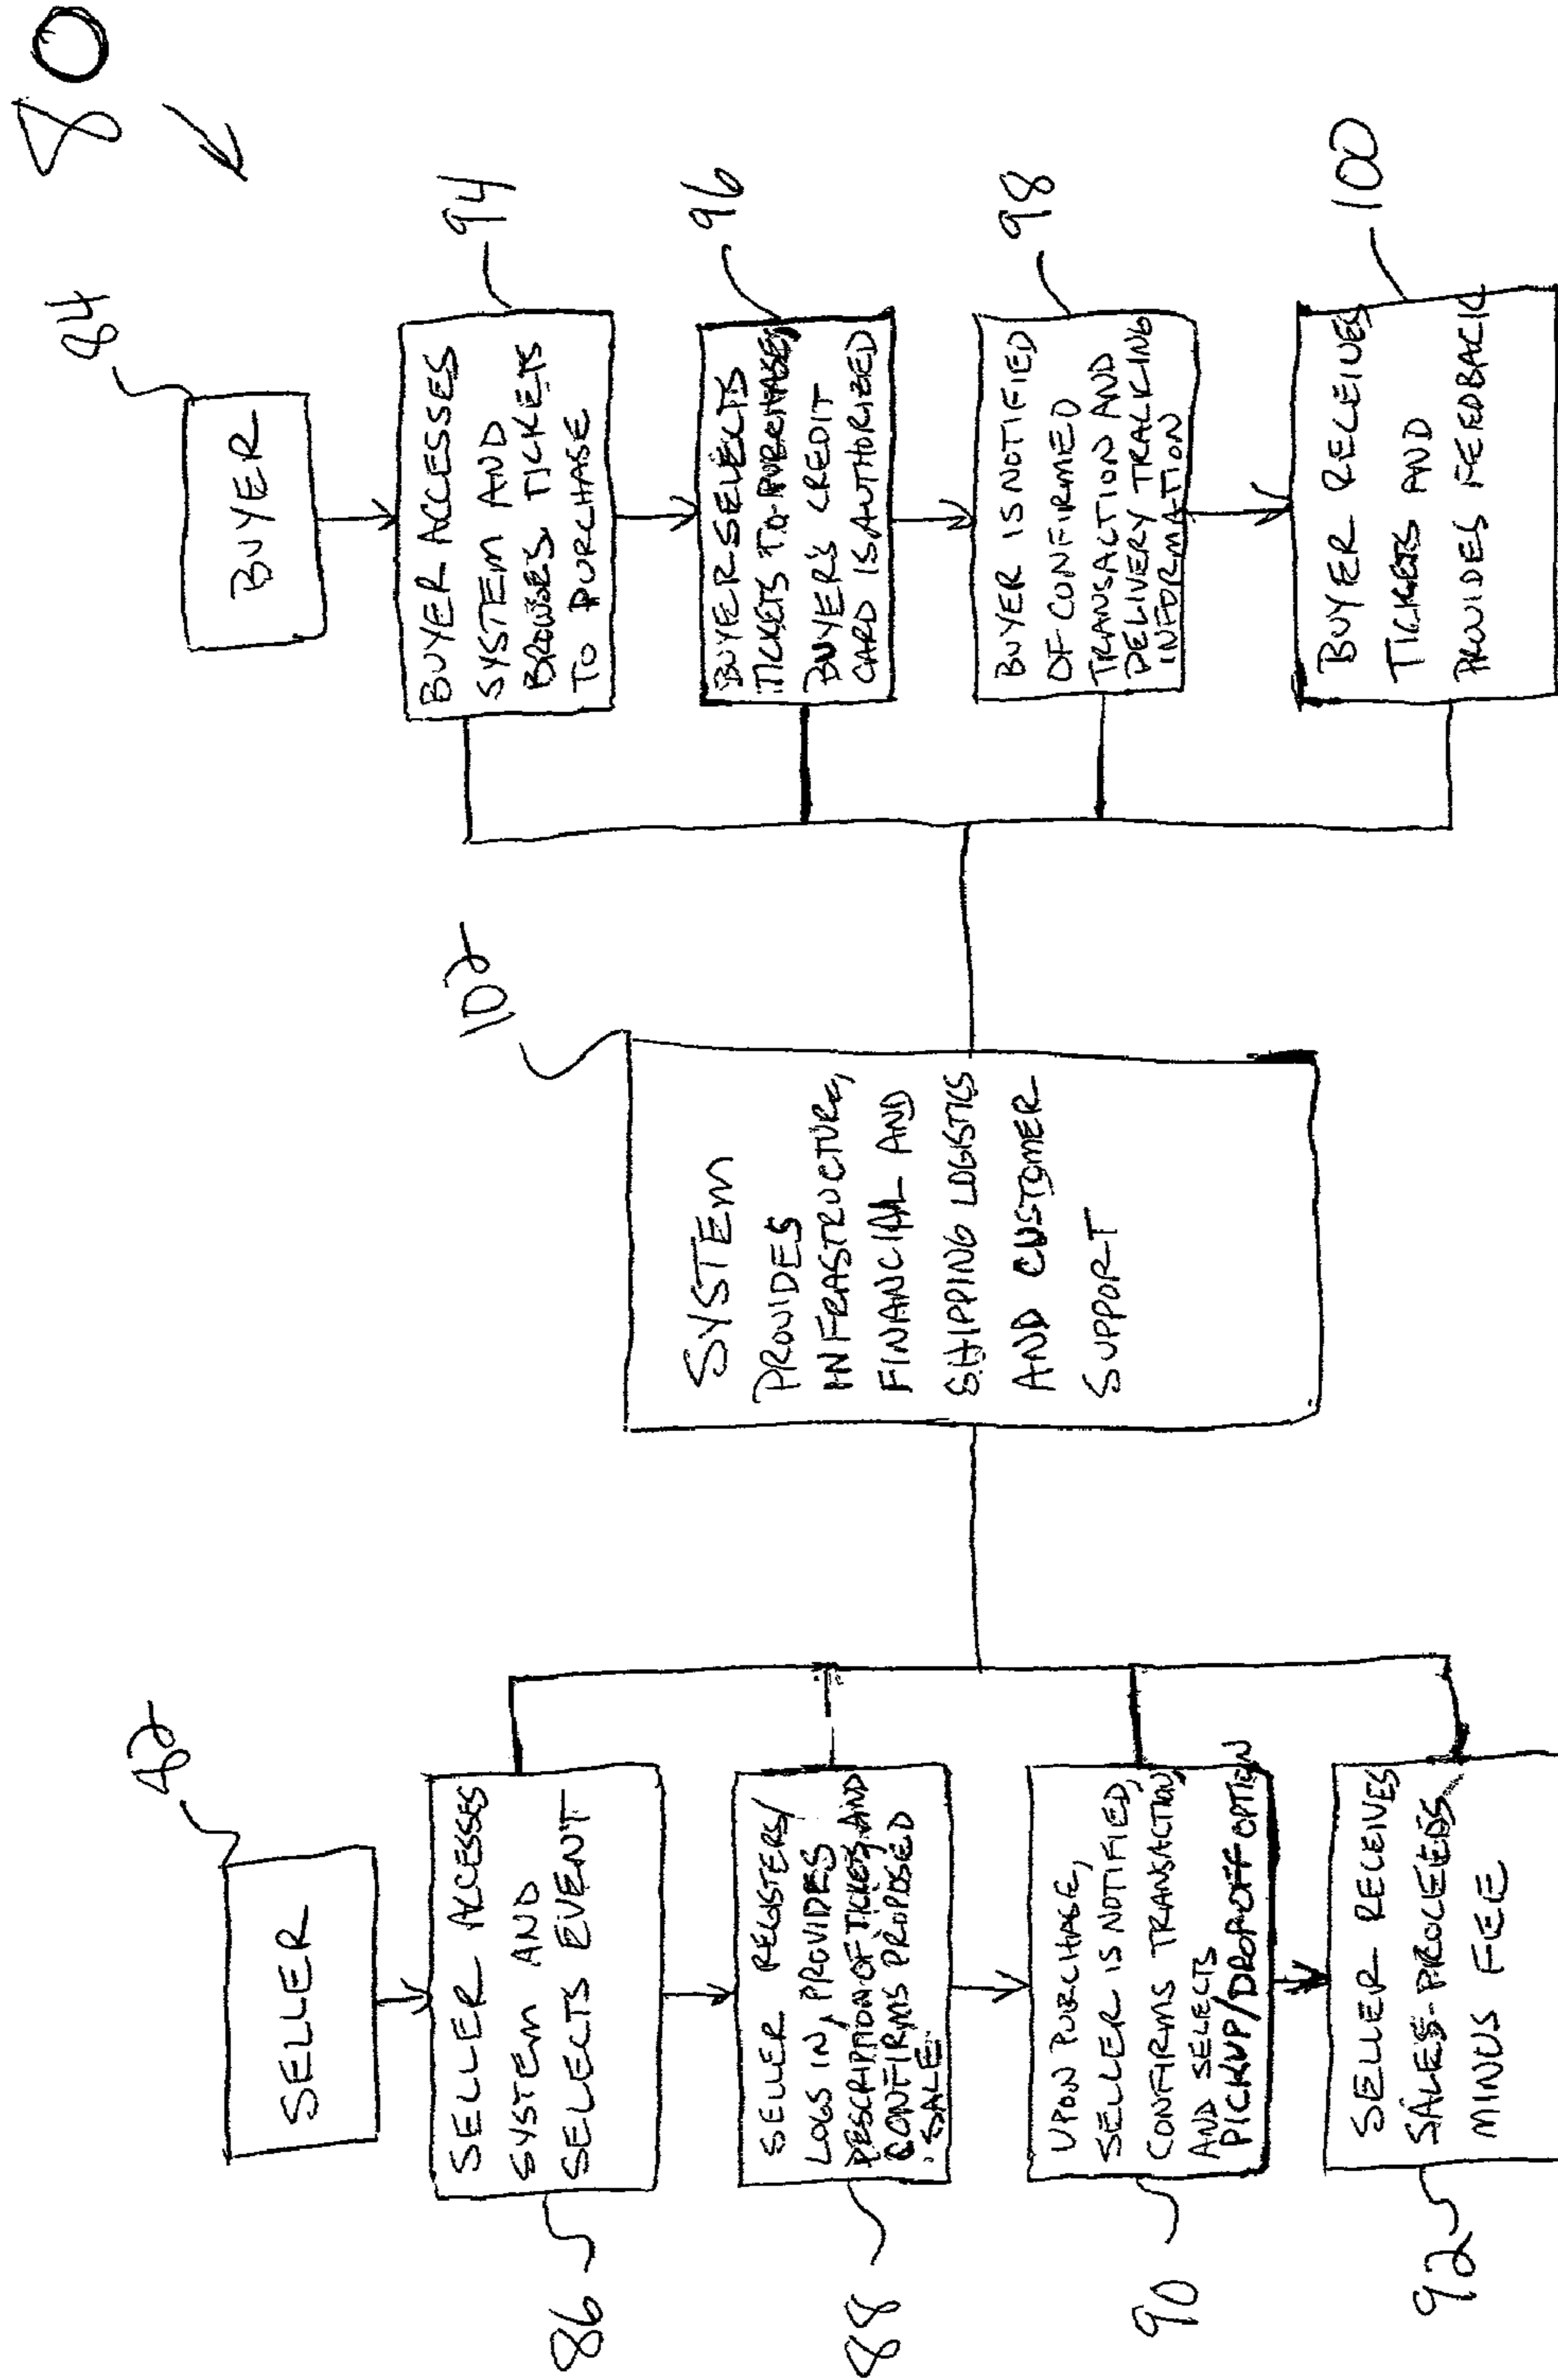 80
82
SELLER
86
SELLER ACCESSES
SYSTEM AND
SELECTS EVENT
88
SELLER REGISTERS/
LOGS IN, PROVIDES
DESCRIPTION OF TICKETS, AND
CONFIRMS PROPOSED
SALE
90
UPON PURCHASE,
SELLER IS NOTIFIED,
CONFIRMS TRANSACTION,
AND SELECTS
PICKUP/DROPOFF OPTION
92
SELLER RECEIVES
SALES PROCEEDS
MINUS FEE
102
SYSTEM
PROVIDES
INFRASTRUCTURE,
FINANCIAL AND
SHIPPING LOGISTICS
AND CUSTOMER
SUPPORT
84
BUYER
94
BUYER ACCESSES
SYSTEM AND
BROWSES TICKETS
TO PURCHASE
96
BUYER SELECTS
TICKETS TO PURCHASE,
BUYER'S CREDIT
CARD IS AUTHORIZED
98
BUYER IS NOTIFIED
OF CONFIRMED
TRANSACTION AND
DELIVERY TRACKING
INFORMATION
100
BUYER RECEIVES
TICKETS AND
PROVIDES FEEDBACK